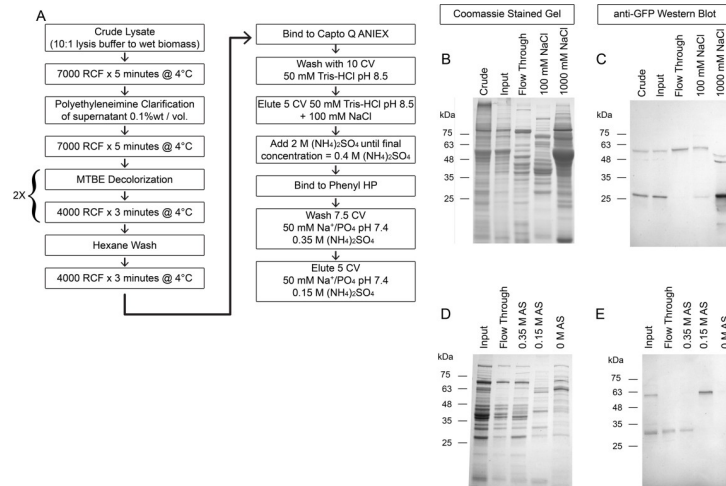 A
Crude Lysate
(10:1 lysis buffer to wet biomass)
7000 RCF x 5 minutes @ 4°C
Polyethyleneimine Clarification
of supernatant 0.1%wt / vol.
7000 RCF x 5 minutes @ 4°C
2X
MTBE Decolorization
4000 RCF x 3 minutes @ 4°C
Hexane Wash
4000 RCF x 3 minutes @ 4°C
Bind to Capto Q ANIEX
Wash with 10 CV
50 mM Tris-HCl pH 8.5
Elute 5 CV 50 mM Tris-HCl pH 8.5
+ 100 mM NaCl
Add 2 M (NH₄)₂SO₄ until final
concentration = 0.4 M (NH₄)₂SO₄
Bind to Phenyl HP
Wash 7.5 CV
50 mM Na⁺/PO₄ pH 7.4
0.35 M (NH₄)₂SO₄
Elute 5 CV
50 mM Na⁺/PO₄ pH 7.4
0.15 M (NH₄)₂SO₄
Coomassie Stained Gel
B
Crude
Input
Flow Through
100 mM NaCl
1000 mM NaCl
kDa
75
63
48
35
25
anti-GFP Western Blot
C
Crude
Input
Flow Through
100 mM NaCl
1000 mM NaCl
kDa
75
63
48
35
25
D
Input
Flow Through
0.35 M AS
0.15 M AS
0 M AS
kDa
75
63
48
35
25
E
Input
Flow Through
0.35 M AS
0.15 M AS
0 M AS
kDa
75
63
48
35
25